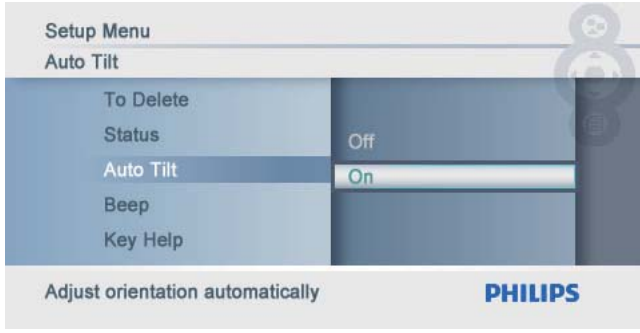 Setup Menu
Auto Tilt
To Delete
Status
Auto Tilt
Beep
Key Help
Off
On
Adjust orientation automatically
PHILIPS